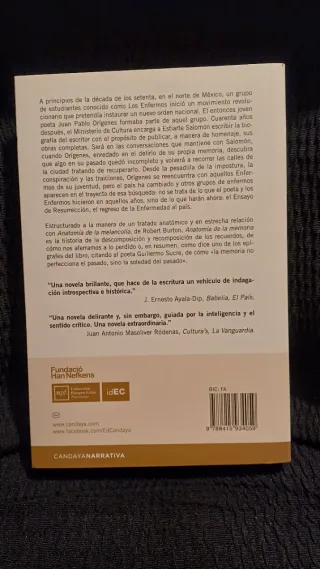 A principios de la década de los setenta, en el norte de México, un grupo
de estudiantes conocido como Los Enfermos inició un movimiento revolu-
cionario que pretendía instaurar un nuevo orden nacional. El entonces joven
poeta Juan Pablo Orígenes formaba parte de aquel grupo. Cuarenta años
después, el Ministerio de Cultura encarga a Estiarte Salomón escribir la bio-
grafía del escritor con el propósito de publicar, a manera de homenaje, sus
obras completas. Será en las conversaciones que mantiene con Salomón,
cuando Orígenes, enredado en el delirio de su propia memoria, descubra
que algo en su pasado quedó incompleto y volverá a recorrer las calles de
la ciudad tratando de recuperarlo. Desde la pesadilla de la impostura, la
conspiración y las traiciones, Orígenes se reencuentra con aquellos Enfer-
mos de su juventud, pero el país ha cambiado y otros grupos de enfermos
aparecen en el trayecto de esa búsqueda: no se trata de lo que el poeta y los
Enfermos hicieron en aquellos años, sino de lo que harán ahora: el Ensayo
de Resurrección, el regreso de la Enfermedad al país.
Estructurado a la manera de un tratado anatómico y en estrecha relación
con Anatomía de la melancolía, de Robert Burton, Anatomía de la memoria
es la historia de la descomposición y recomposición de los recuerdos, de
cómo nos aferramos a lo perdido o, en resumen, como dice uno de los epí-
grafes del libro, citando al poeta Guillermo Sucre, de cómo «la memoria no
perfecciona el pasado, sino la soledad del pasado».
"Una novela brillante, que hace de la escritura un vehículo de indaga-
ción introspectiva e histórica."
J. Ernesto Ayala-Dip, Babelia, El País.
"Una novela delirante y, sin embargo, guiada por la inteligencia y el
sentido crítico. Una novela extraordinaria."
Juan Antonio Masoliver Ródenas, Cultura's, La Vanguardia.
Fundació
Han Nefkens
upf.
idEC
BIC: FA
www.candaya.com
www.facebook.com/EdCandaya
9 788415 934059
CANDAYANARRATIVA